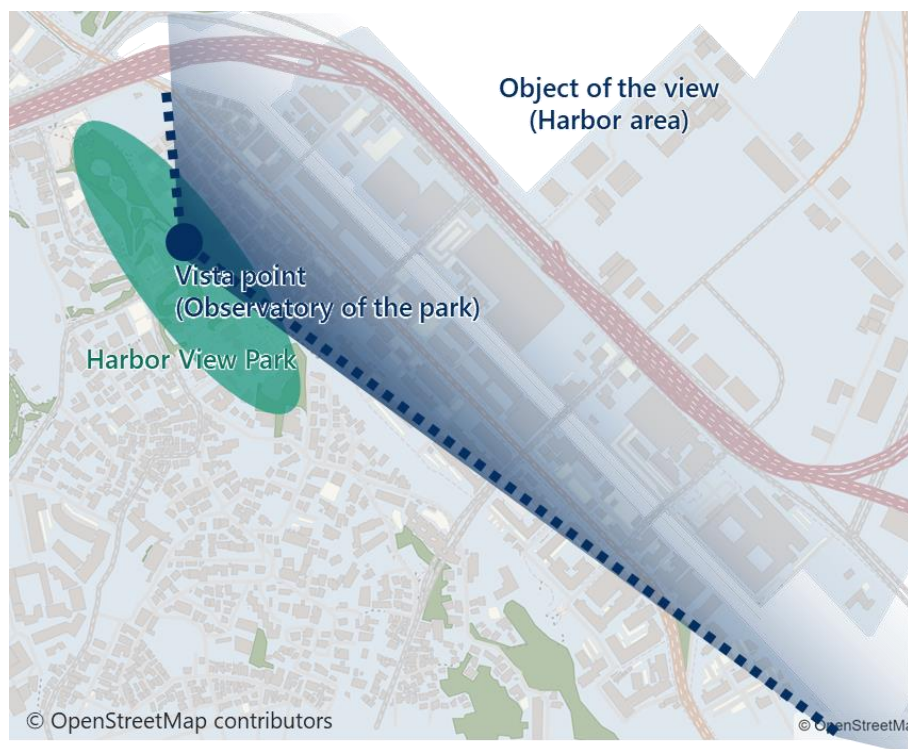 Object of the view
(Harbor area)
Vista point
(Observatory of the park)
Harbor View Park
© OpenStreetMap contributors
© OpenStreetMa